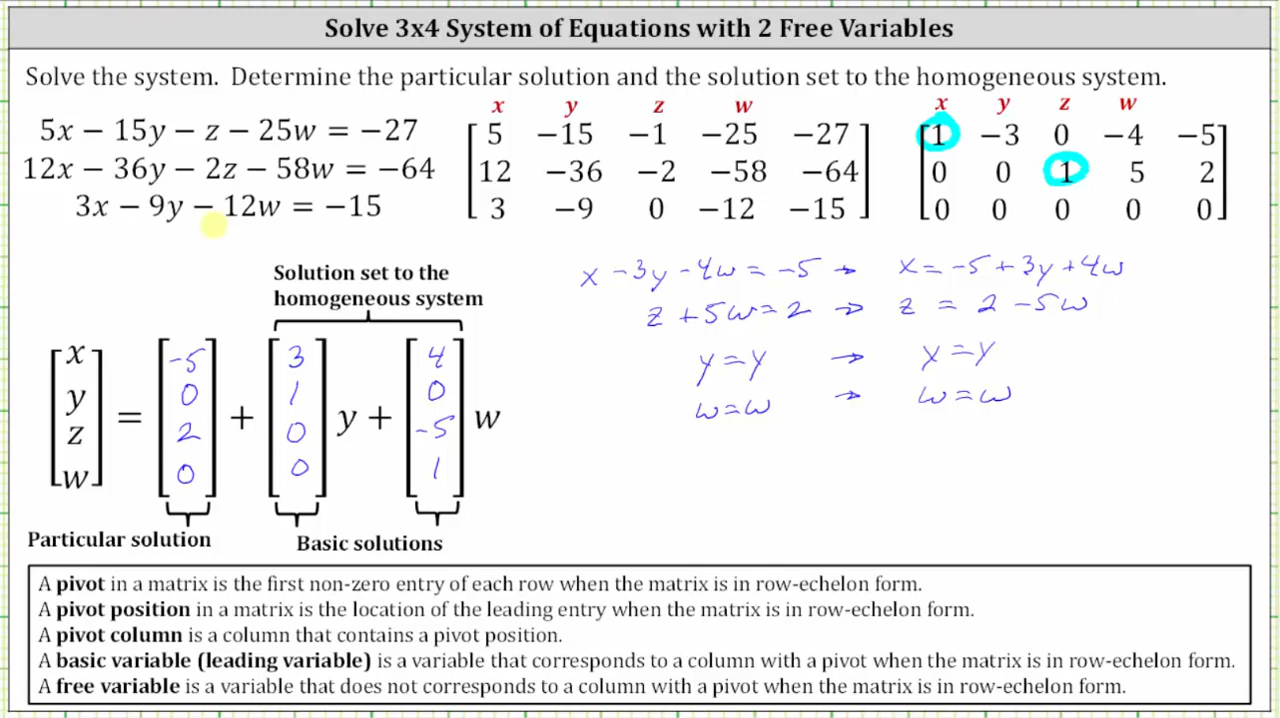 Solve 3x4 System of Equations with 2 Free Variables
Solve the system. Determine the particular solution and the solution set to the homogeneous system.
5x − 15y − z − 25w = −27
12x − 36y − 2z − 58w = −64
3x − 9y − 12w = −15
x y z w
5 −15 −1 −25 −27
12 −36 −2 −58 −64
3 −9 0 −12 −15
x y z w
1 −3 0 −4 −5
0 0 1 5 2
0 0 0 0 0
x − 3y − 4w = −5 → x = −5 + 3y + 4w
z + 5w = 2 → z = 2 − 5w
y = y → x = y
w = w → w = w
Solution set to the
homogeneous system
x −5 3 4
y 0 1 0
= + y + w
z 2 0 −5
w 0 0 1
Particular solution
Basic solutions
A pivot in a matrix is the first non-zero entry of each row when the matrix is in row-echelon form.
A pivot position in a matrix is the location of the leading entry when the matrix is in row-echelon form.
A pivot column is a column that contains a pivot position.
A basic variable (leading variable) is a variable that corresponds to a column with a pivot when the matrix is in row-echelon form.
A free variable is a variable that does not corresponds to a column with a pivot when the matrix is in row-echelon form.